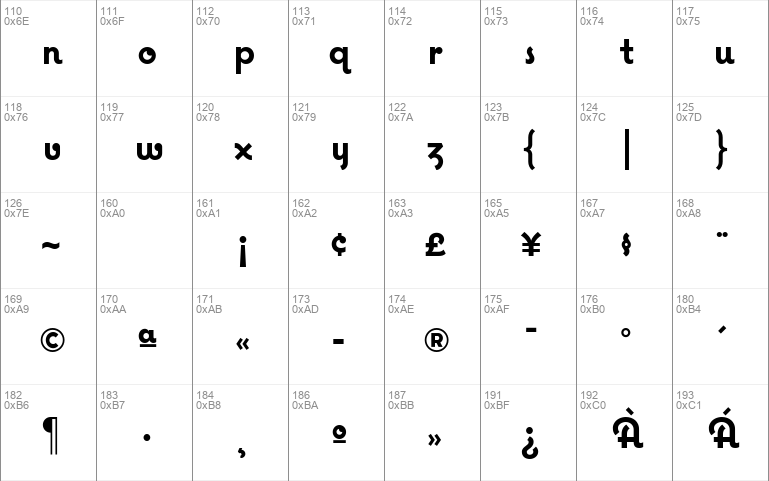 110 111 112 113 114 115 116 117
0x6E 0x6F 0x70 0x71 0x72 0x73 0x74 0x75
n o p q r s t u
118 119 120 121 122 123 124 125
0x76 0x77 0x78 0x79 0x7A 0x7B 0x7C 0x7D
v w x y z { | }
126 160 161 162 163 165 167 168
0x7E 0xA0 0xA1 0xA2 0xA3 0xA5 0xA7 0xA8
~ ¡ ¢ £ ¥ § ¨
169 170 171 173 174 175 176 180
0xA9 0xAA 0xAB 0xAD 0xAE 0xAF 0xB0 0xB4
© ª « - ® ¯ ° ´
182 183 184 186 187 191 192 193
0xB6 0xB7 0xB8 0xBA 0xBB 0xBF 0xC0 0xC1
¶ · ¸ º » ¿ À Á